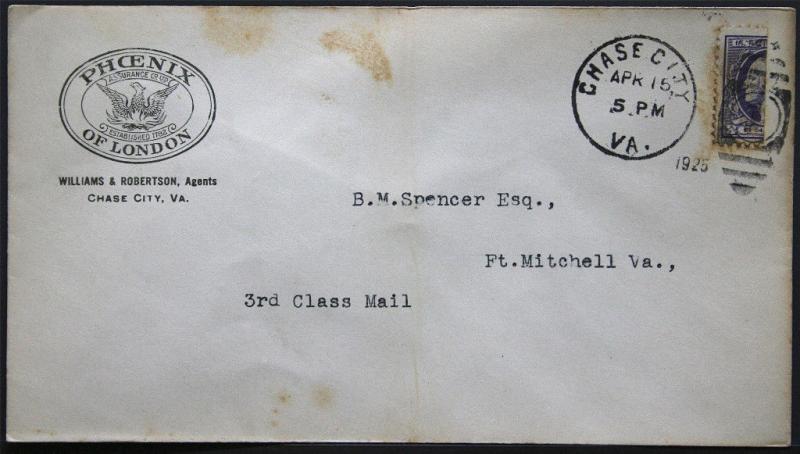 PHŒNIX
ASSURANCE CO LTD
ESTABLISHED 1782
OF LONDON
WILLIAMS & ROBERTSON, Agents
CHASE CITY, VA.
CHASE CITY
APR 15
5 PM
VA.
1925
B.M.Spencer Esq.,
Ft.Mitchell Va.,
3rd Class Mail